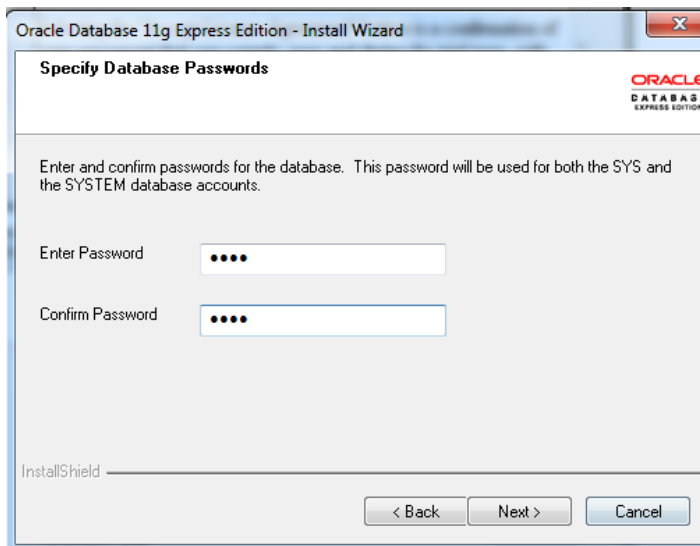 Oracle Database 11g Express Edition - Install Wizard
Specify Database Passwords
ORACLE
DATABAS
EXPRESS EDITION
Enter and confirm passwords for the database. This password will be used for both the SYS and
the SYSTEM database accounts.
Enter Password ••••
Confirm Password ••••
InstallShield
< Back Next > Cancel